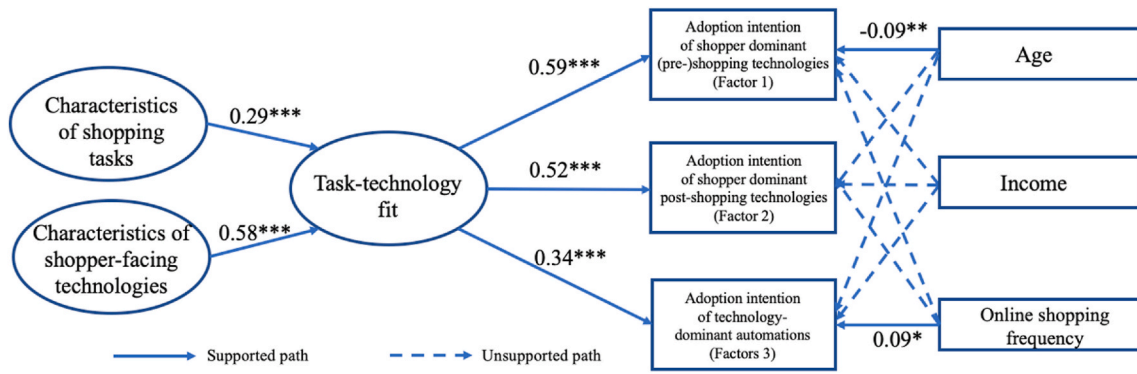 Characteristics
of shopping
tasks
0.29***
Characteristics of
shopper-facing
technologies
0.58***
Task-technology
fit
0.59***
0.52***
0.34***
Adoption intention
of shopper dominant
(pre-)shopping technologies
(Factor 1)
Adoption intention
of shopper dominant
post-shopping technologies
(Factor 2)
Adoption intention
of technology-
dominant automations
(Factors 3)
-0.09**
Age
Income
Online shopping
frequency
0.09*
Supported path
Unsupported path